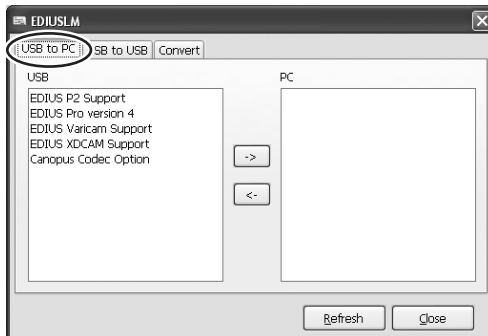 EDIUSLM
USB to PC SB to USB Convert
USB PC
EDIUS P2 Support
EDIUS Pro version 4
EDIUS Varicam Support
EDIUS XDCAM Support
Canopus Codec Option
->
<-
Refresh Close